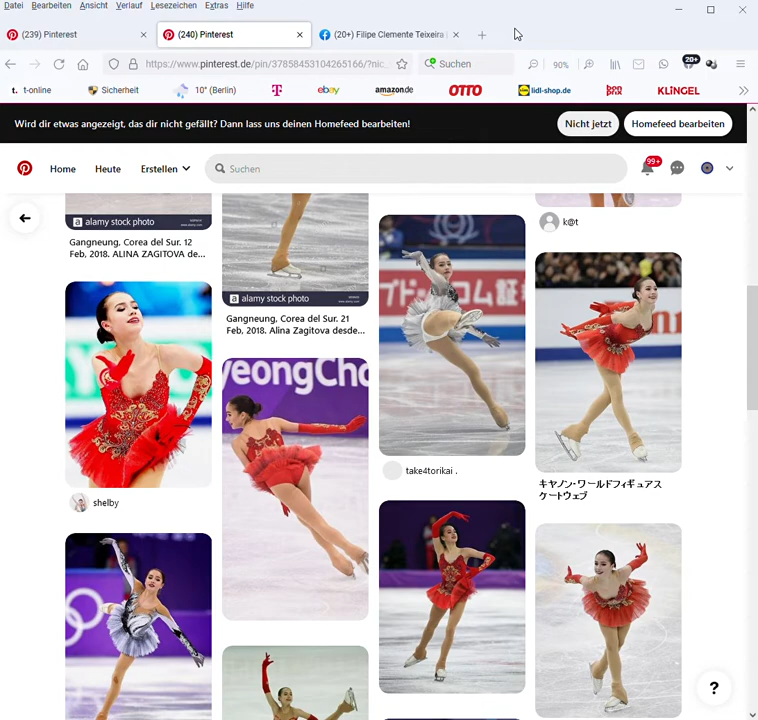 Datei Bearbeiten Ansicht Verlauf Lesezeichen Extras Hilfe
(239) Pinterest
(240) Pinterest
(20+) Filipe Clemente Teixeira
https://www.pinterest.de/pin/37858453104265166/?nic_
Suchen
90%
20+
t-online
Sicherheit
10° (Berlin)
T
ebay
amazon.de
OTTO
lidl-shop.de
bon prix
KLiNGEL
Wird dir etwas angezeigt, das dir nicht gefällt? Dann lass uns deinen Homefeed bearbeiten!
Nicht jetzt
Homefeed bearbeiten
Home
Heute
Erstellen
Suchen
99+
a alamy stock photo
Gangneung, Corea del Sur. 12
Feb, 2018. ALINA ZAGITOVA de...
a alamy stock photo
Gangneung, Corea del Sur. 21
Feb, 2018. Alina Zagitova desde...
k@t
yeongCha
shelby
take4torikai .
キヤノン・ワールドフィギュアス
ケートウェブ
?